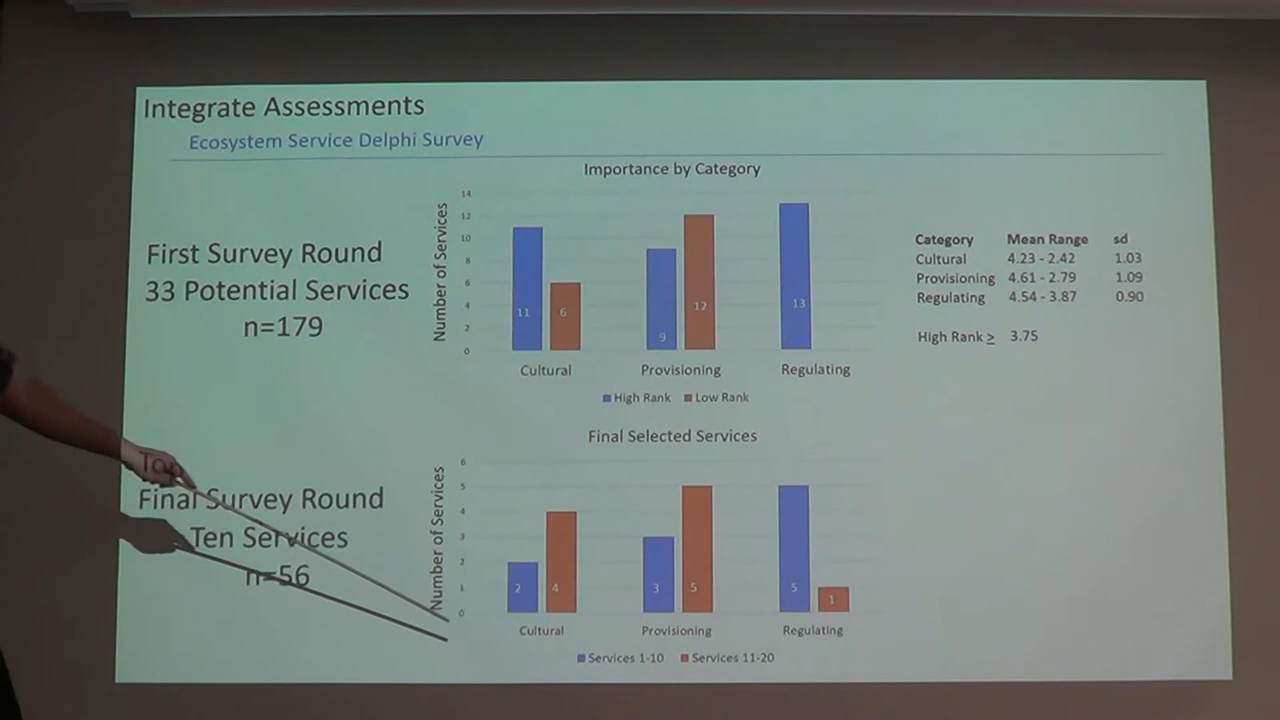 Integrate Assessments
Ecosystem Service Delphi Survey
First Survey Round
33 Potential Services
n=179
Importance by Category
Number of Services
14
12
10
8
6
4
2
0
11
6
9
12
13
Cultural
Provisioning
Regulating
High Rank
Low Rank
Category Mean Range sd
Cultural 4.23 - 2.42 1.03
Provisioning 4.61 - 2.79 1.09
Regulating 4.54 - 3.87 0.90
High Rank ≥ 3.75
Final Survey Round
Ten Services
n=56
Final Selected Services
Number of Services
6
5
4
3
2
1
0
2
4
3
5
5
1
Cultural
Provisioning
Regulating
Services 1-10
Services 11-20